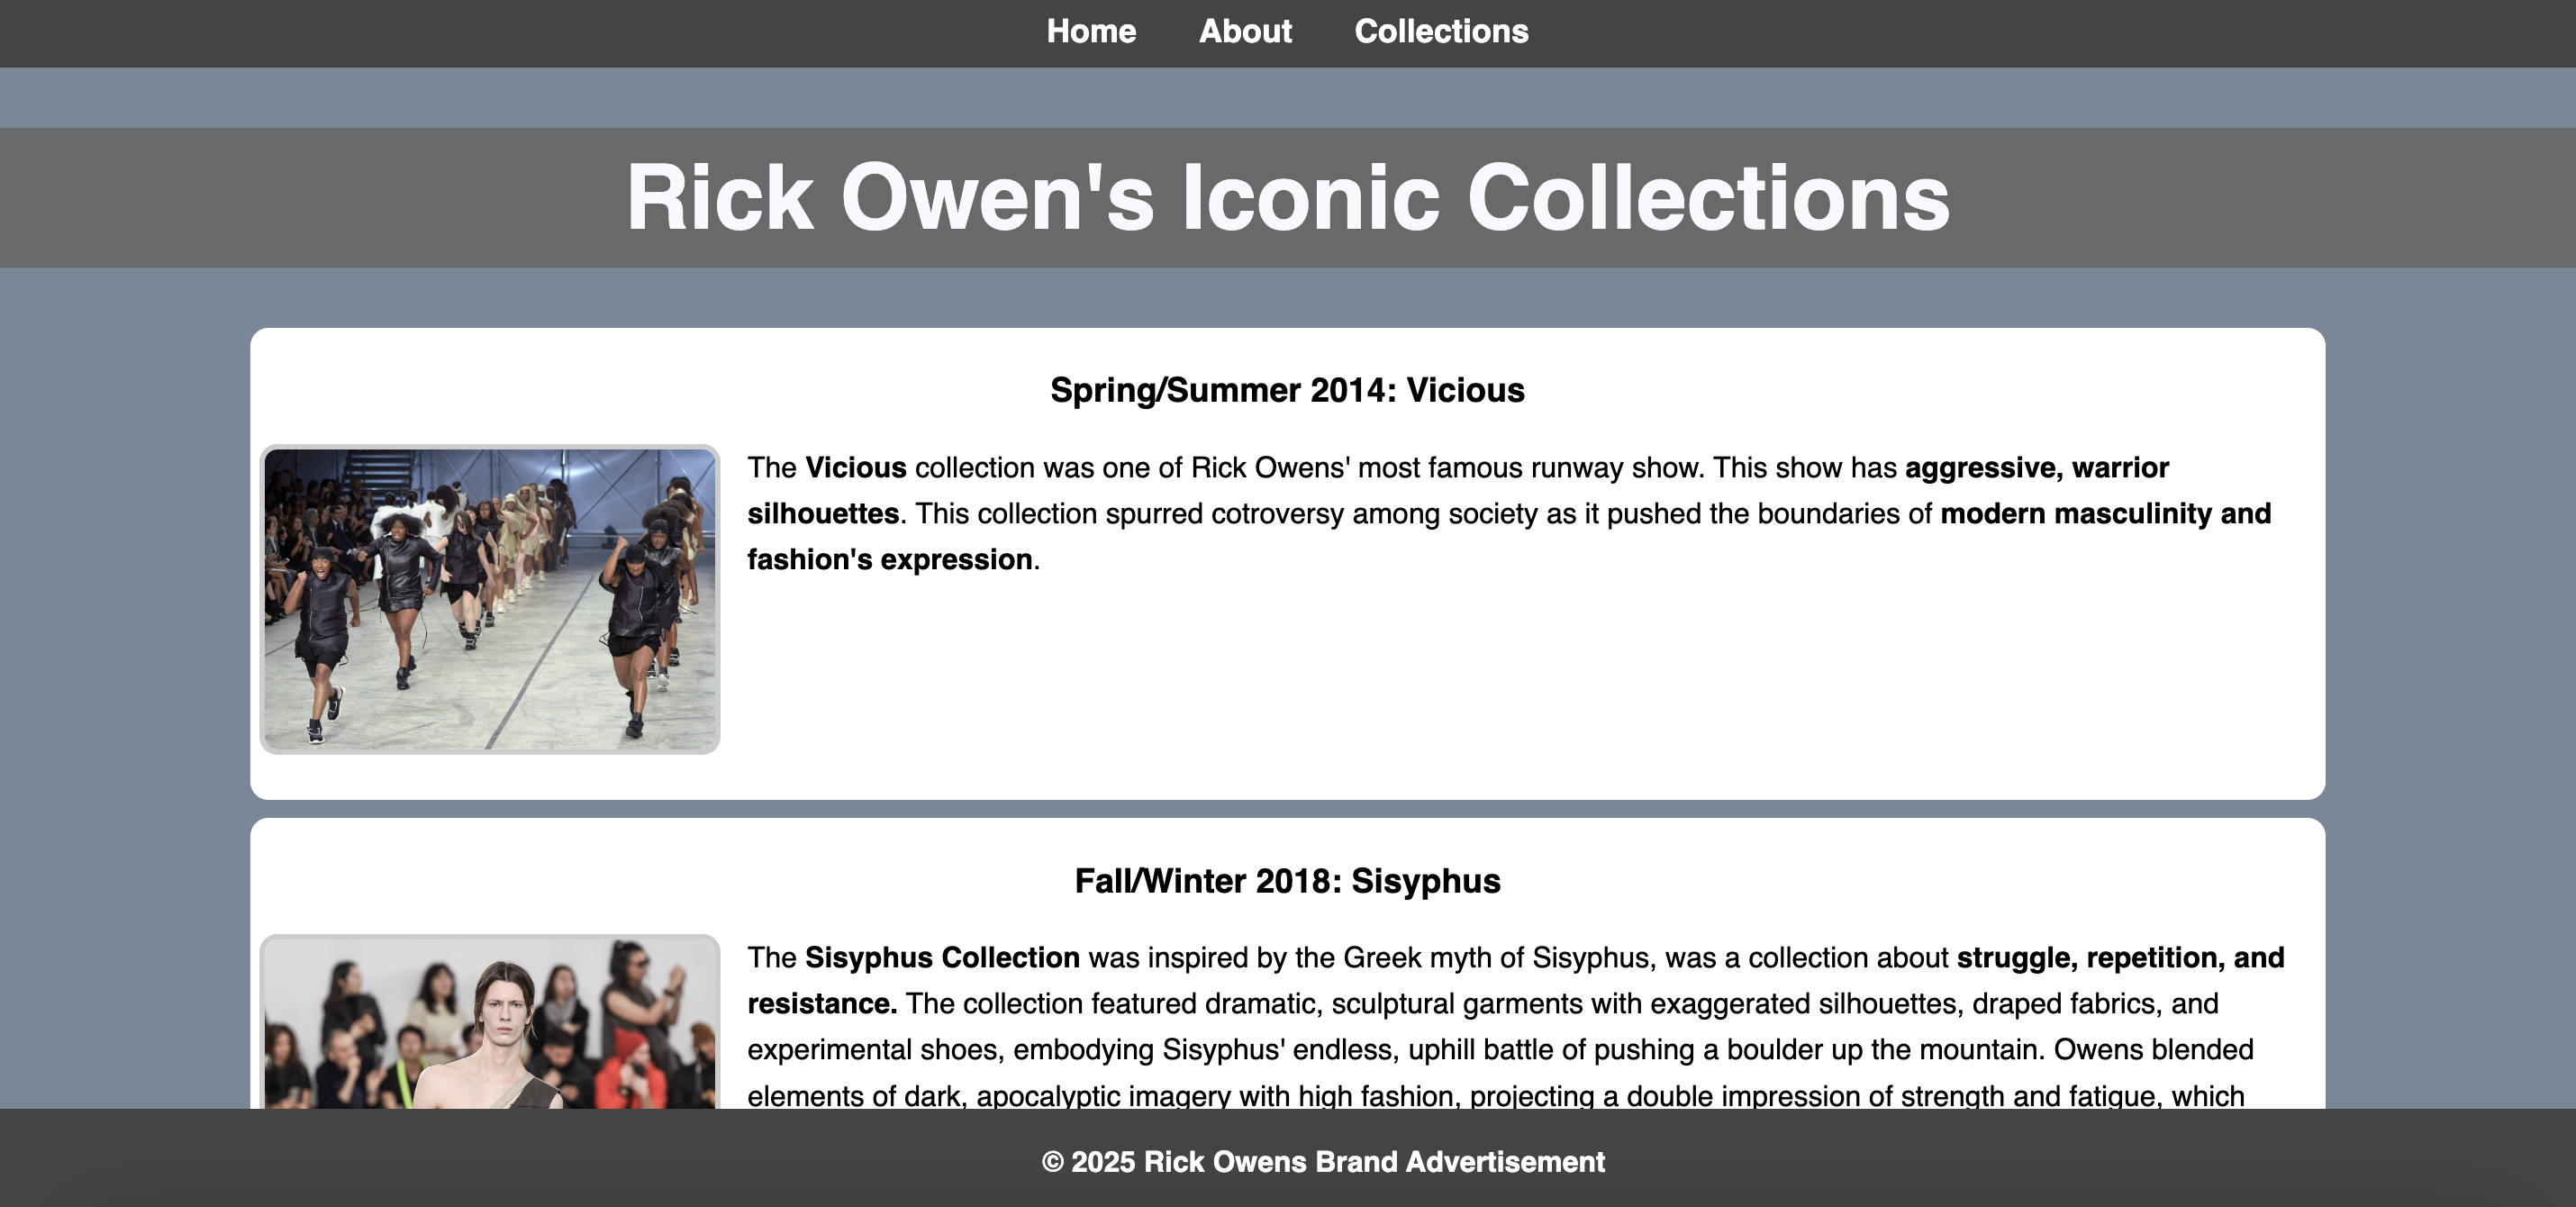 Home About Collections
Rick Owen's Iconic Collections
Spring/Summer 2014: Vicious
The Vicious collection was one of Rick Owens' most famous runway show. This show has aggressive, warrior
silhouettes. This collection spurred cotroversy among society as it pushed the boundaries of modern masculinity and
fashion's expression.
Fall/Winter 2018: Sisyphus
The Sisyphus Collection was inspired by the Greek myth of Sisyphus, was a collection about struggle, repetition, and
resistance. The collection featured dramatic, sculptural garments with exaggerated silhouettes, draped fabrics, and
experimental shoes, embodying Sisyphus' endless, uphill battle of pushing a boulder up the mountain. Owens blended
elements of dark, apocalyptic imagery with high fashion, projecting a double impression of strength and fatigue, which
© 2025 Rick Owens Brand Advertisement